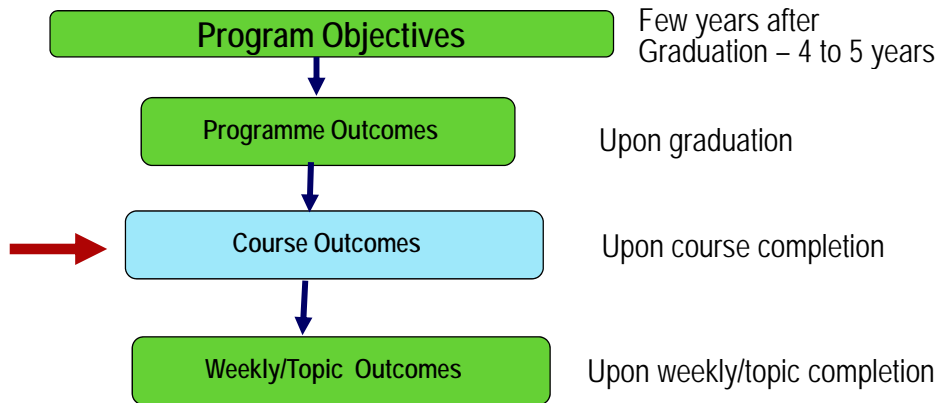 Program Objectives
Few years after
Graduation – 4 to 5 years
Programme Outcomes
Upon graduation
Course Outcomes
Upon course completion
Weekly/Topic Outcomes
Upon weekly/topic completion